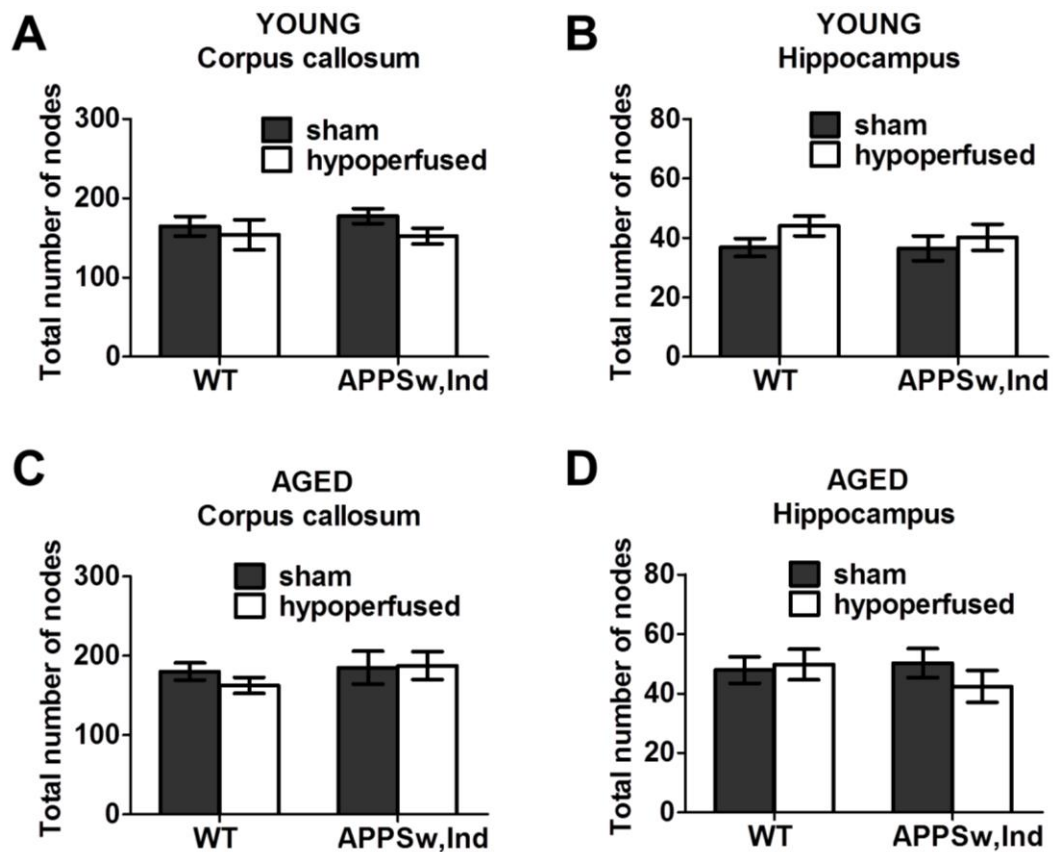 A
YOUNG
Corpus callosum
Total number of nodes
300
200
100
0
sham
hypoperfused
WT
APPSw,Ind
B
YOUNG
Hippocampus
Total number of nodes
80
60
40
20
0
sham
hypoperfused
WT
APPSw,Ind
C
AGED
Corpus callosum
Total number of nodes
300
200
100
0
sham
hypoperfused
WT
APPSw,Ind
D
AGED
Hippocampus
Total number of nodes
80
60
40
20
0
sham
hypoperfused
WT
APPSw,Ind